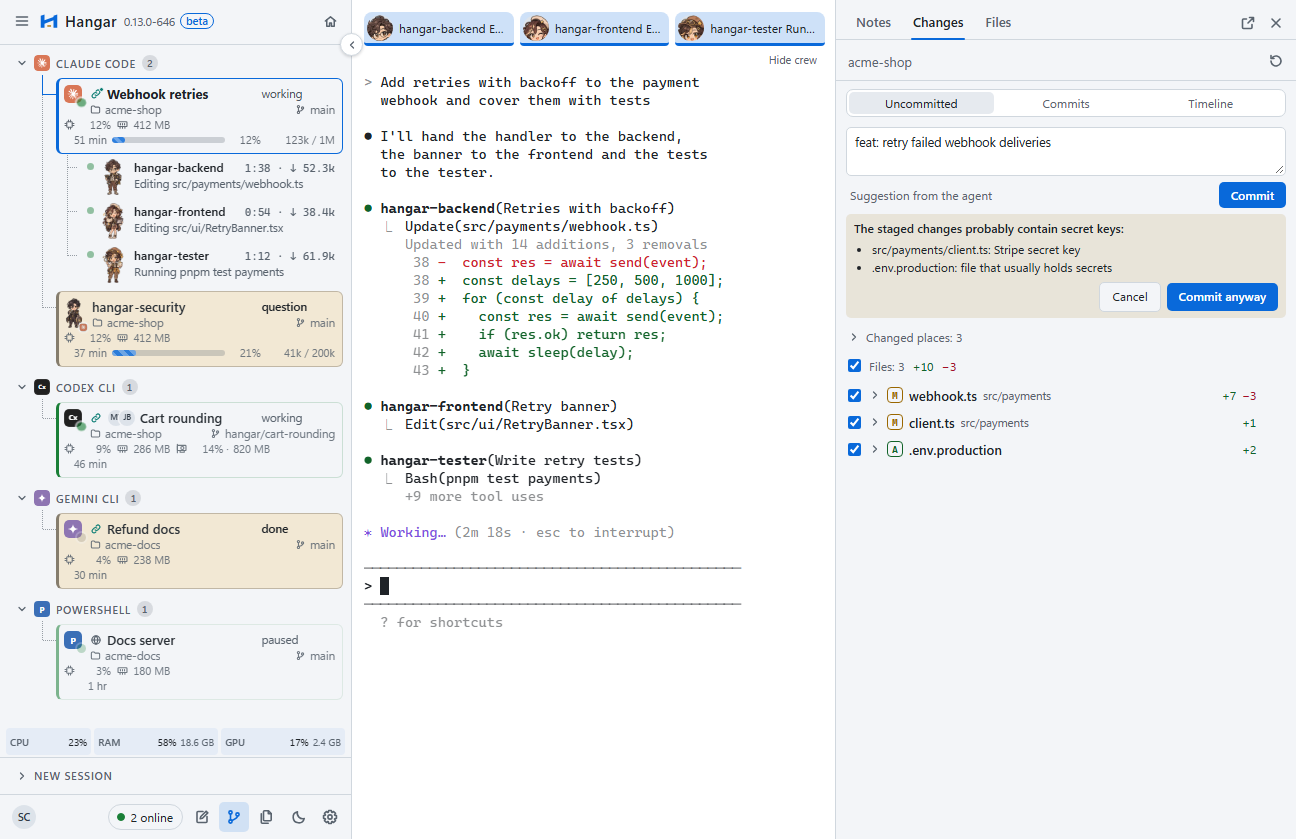 Hangar 0.13.0-646 beta
CLAUDE CODE 2
Webhook retries working
acme-shop main
12% 412 MB
51 min 12% 123k / 1M
hangar-backend 1:38 · ↓ 52.3k
Editing src/payments/webhook.ts
hangar-frontend 0:54 · ↓ 38.4k
Editing src/ui/RetryBanner.tsx
hangar-tester 1:12 · ↓ 61.9k
Running pnpm test payments
hangar-security question
acme-shop main
12% 412 MB
37 min 21% 41k / 200k
Cx CODEX CLI 1
Cx M JB Cart rounding working
acme-shop hangar/cart-rounding
9% 286 MB 14% · 820 MB
46 min
GEMINI CLI 1
Refund docs done
acme-docs main
4% 238 MB
30 min
P POWERSHELL 1
P Docs server paused
acme-docs main
3% 180 MB
1 hr
CPU 23% RAM 58% 18.6 GB GPU 17% 2.4 GB
NEW SESSION
SC 2 online
hangar-backend E... hangar-frontend E... hangar-tester Run...
Hide crew
> Add retries with backoff to the payment
webhook and cover them with tests
● I'll hand the handler to the backend,
the banner to the frontend and the tests
to the tester.
● hangar-backend(Retries with backoff)
⎿ Update(src/payments/webhook.ts)
Updated with 14 additions, 3 removals
38 - const res = await send(event);
38 + const delays = [250, 500, 1000];
39 + for (const delay of delays) {
40 + const res = await send(event);
41 + if (res.ok) return res;
42 + await sleep(delay);
43 + }
● hangar-frontend(Retry banner)
⎿ Edit(src/ui/RetryBanner.tsx)
● hangar-tester(Write retry tests)
⎿ Bash(pnpm test payments)
+9 more tool uses
* Working… (2m 18s · esc to interrupt)
>
? for shortcuts
Notes Changes Files
acme-shop
Uncommitted Commits Timeline
feat: retry failed webhook deliveries
Suggestion from the agent Commit
The staged changes probably contain secret keys:
• src/payments/client.ts: Stripe secret key
• .env.production: file that usually holds secrets
Cancel Commit anyway
Changed places: 3
Files: 3 +10 −3
M webhook.ts src/payments +7 −3
M client.ts src/payments +1
A .env.production +2